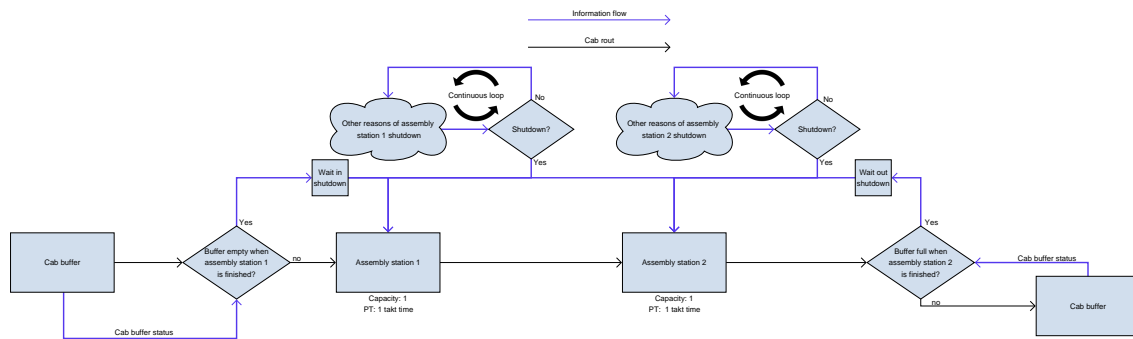 Information flow
Cab rout
Continuous loop
No
Other reasons of assembly
station 1 shutdown
Shutdown?
Yes
Continuous loop
No
Other reasons of assembly
station 2 shutdown
Shutdown?
Yes
Wait in
shutdown
Wait out
shutdown
Yes
Yes
Cab buffer
Buffer empty when
assembly station 1
is finished?
no
Assembly station 1
Assembly station 2
Buffer full when
assembly station 2
is finished?
Cab buffer status
Capacity: 1
PT: 1 takt time
Capacity: 1
PT: 1 takt time
no
Cab buffer
Cab buffer status